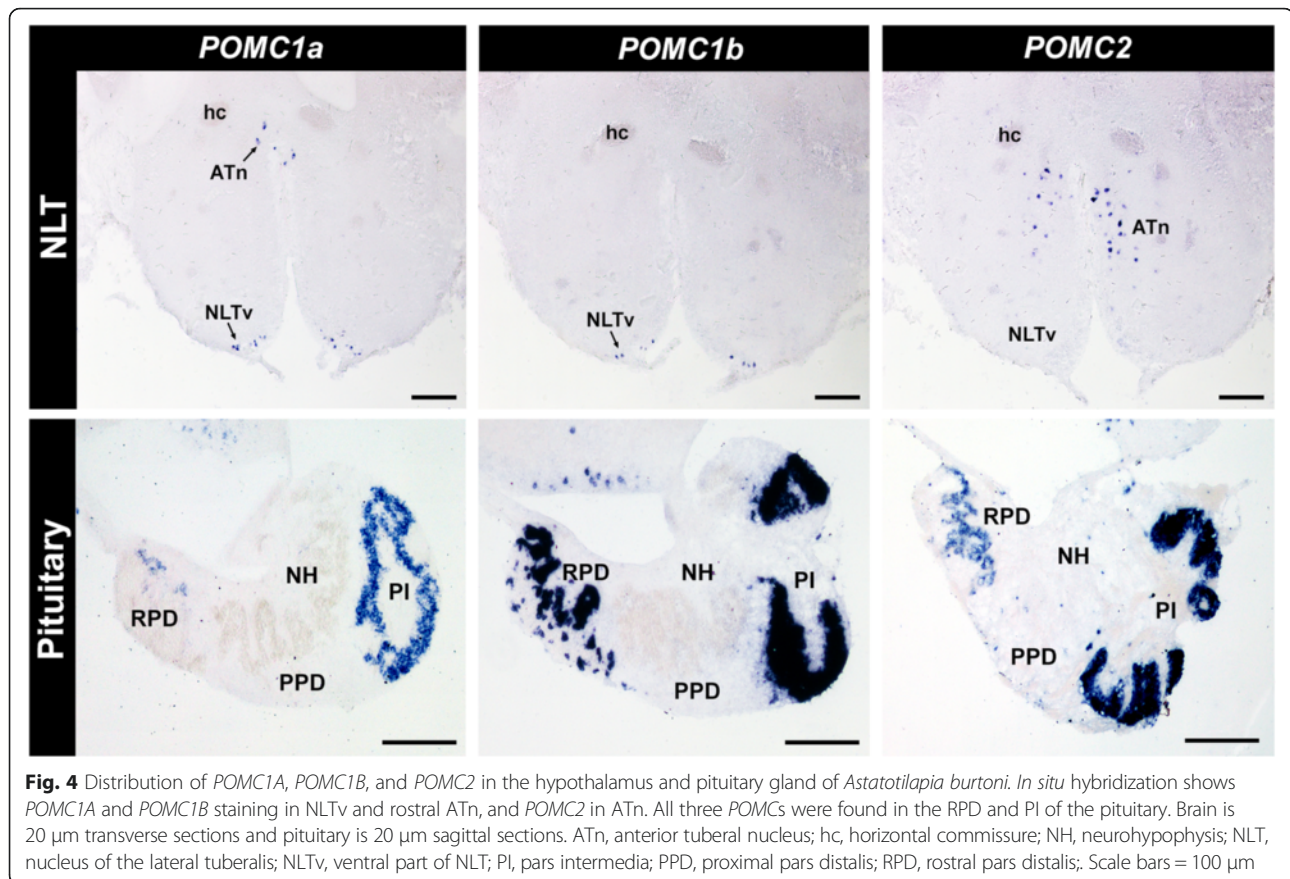 POMC1a POMC1b POMC2
NLT
hc
ATn
NLTv
hc
NLTv
hc
ATn
NLTv
Pituitary
RPD
NH
PI
PPD
RPD
NH
PI
PPD
RPD
NH
PI
PPD
Fig. 4 Distribution of POMC1A, POMC1B, and POMC2 in the hypothalamus and pituitary gland of Astatotilapia burtoni. In situ hybridization shows
POMC1A and POMC1B staining in NLTv and rostral ATn, and POMC2 in ATn. All three POMCs were found in the RPD and PI of the pituitary. Brain is
20 μm transverse sections and pituitary is 20 μm sagittal sections. ATn, anterior tuberal nucleus; hc, horizontal commissure; NH, neurohypophysis; NLT,
nucleus of the lateral tuberalis; NLTv, ventral part of NLT; PI, pars intermedia; PPD, proximal pars distalis; RPD, rostral pars distalis;. Scale bars = 100 μm